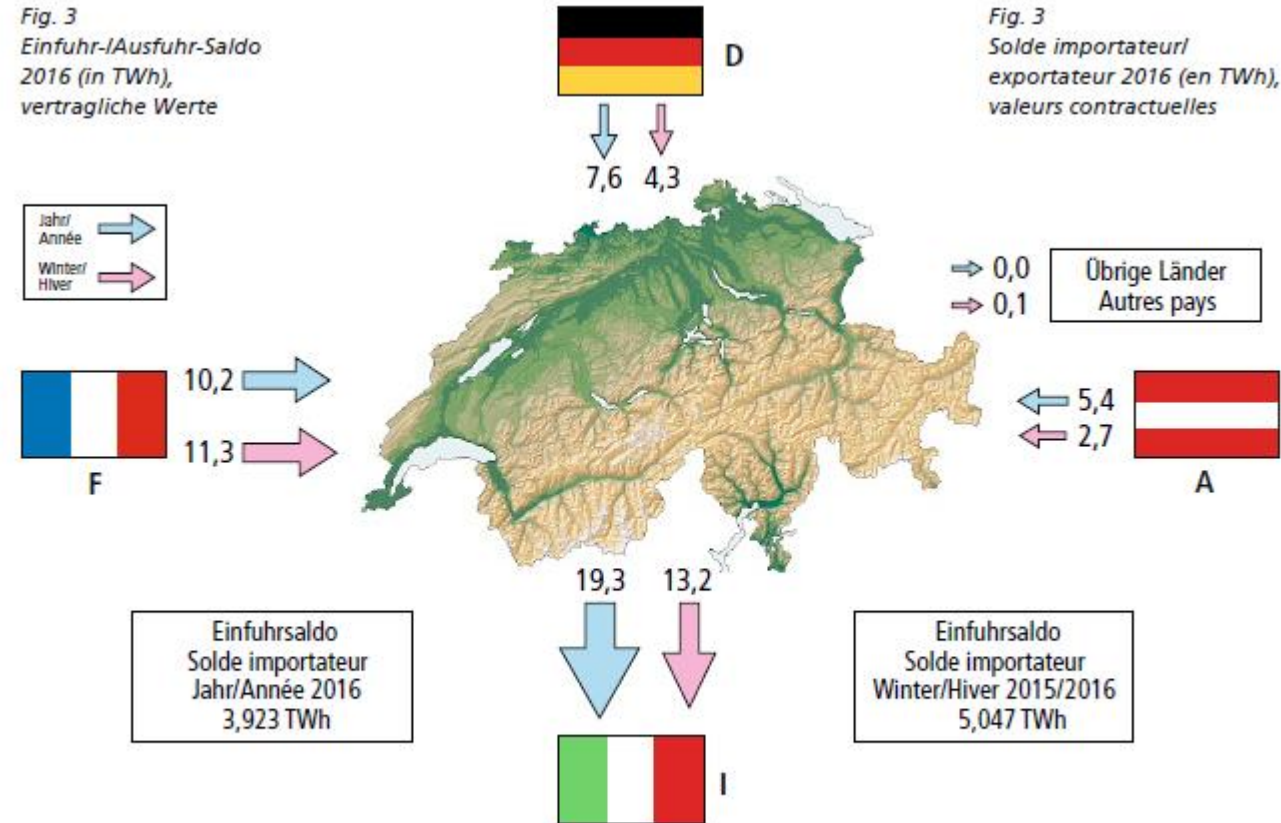 Fig. 3
Einfuhr-/Ausfuhr-Saldo
2016 (in TWh),
vertragliche Werte
Fig. 3
Solde importateur/
exportateur 2016 (en TWh),
valeurs contractuelles
D
7,6 4,3
Jahr/
Année
Winter/
Hiver
0,0
0,1
Übrige Länder
Autres pays
10,2
11,3
F
5,4
2,7
A
19,3 13,2
Einfuhrsaldo
Solde importateur
Jahr/Année 2016
3,923 TWh
Einfuhrsaldo
Solde importateur
Winter/Hiver 2015/2016
5,047 TWh
I